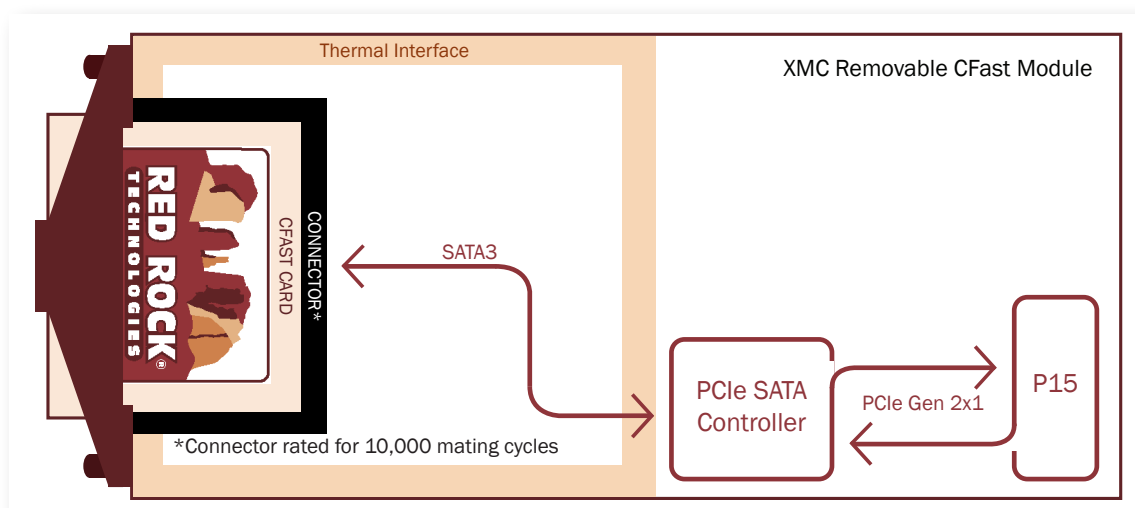 Thermal Interface
XMC Removable CFast Module
RED ROCK®
TECHNOLOGIES
CFAST CARD
CONNECTOR*
SATA3
PCIe SATA
Controller
PCIe Gen 2x1
P15
*Connector rated for 10,000 mating cycles